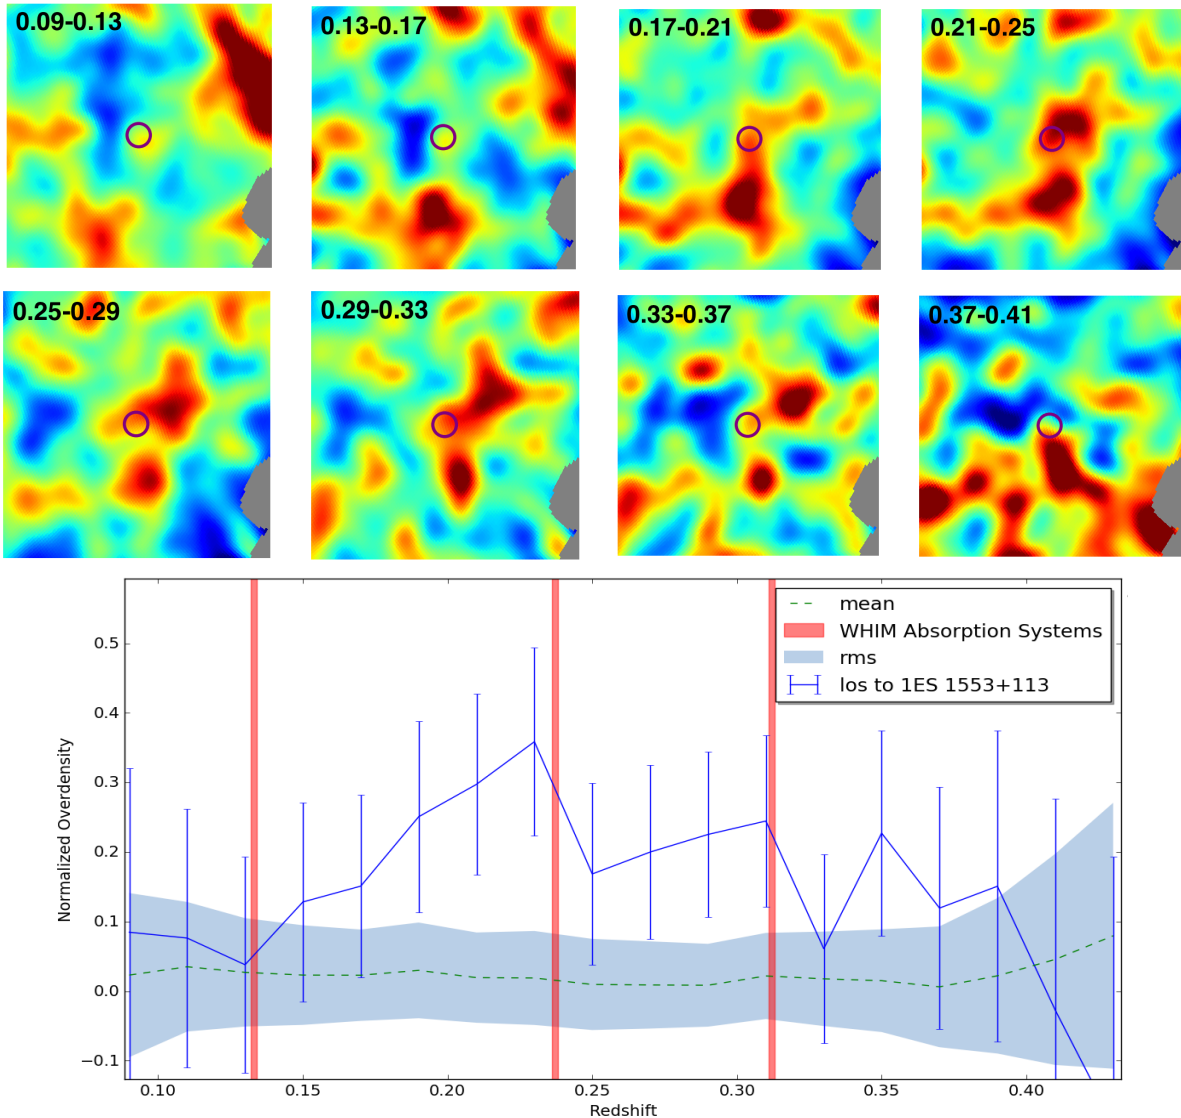 0.09-0.13
0.13-0.17
0.17-0.21
0.21-0.25
0.25-0.29
0.29-0.33
0.33-0.37
0.37-0.41
mean
WHIM Absorption Systems
rms
los to 1ES 1553+113
Normalized Overdensity
0.5
0.4
0.3
0.2
0.1
0.0
−0.1
0.10 0.15 0.20 0.25 0.30 0.35 0.40
Redshift